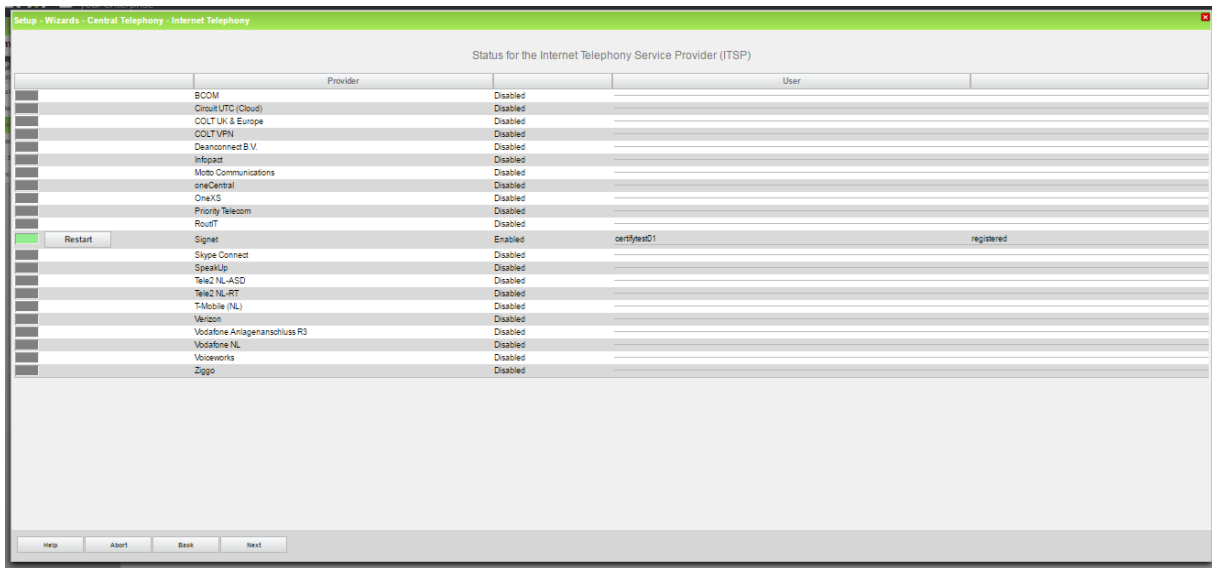 your enterprise
Setup - Wizards - Central Telephony - Internet Telephony
Status for the Internet Telephony Service Provider (ITSP)
Provider User
BCOM Disabled
Circuit UTC (Cloud) Disabled
COLT UK & Europe Disabled
COLT VPN Disabled
Deanconnect B.V. Disabled
Infopact Disabled
Motto Communications Disabled
oneCentral Disabled
OneXS Disabled
Priority Telecom Disabled
RoutIT Disabled
Restart Signet Enabled certifytest01 registered
Skype Connect Disabled
SpeakUp Disabled
Tele2 NL-ASD Disabled
Tele2 NL-RT Disabled
T-Mobile (NL) Disabled
Verizon Disabled
Vodafone Anlagenanschluss R3 Disabled
Vodafone NL Disabled
Voiceworks Disabled
Ziggo Disabled
Help Abort Back Next